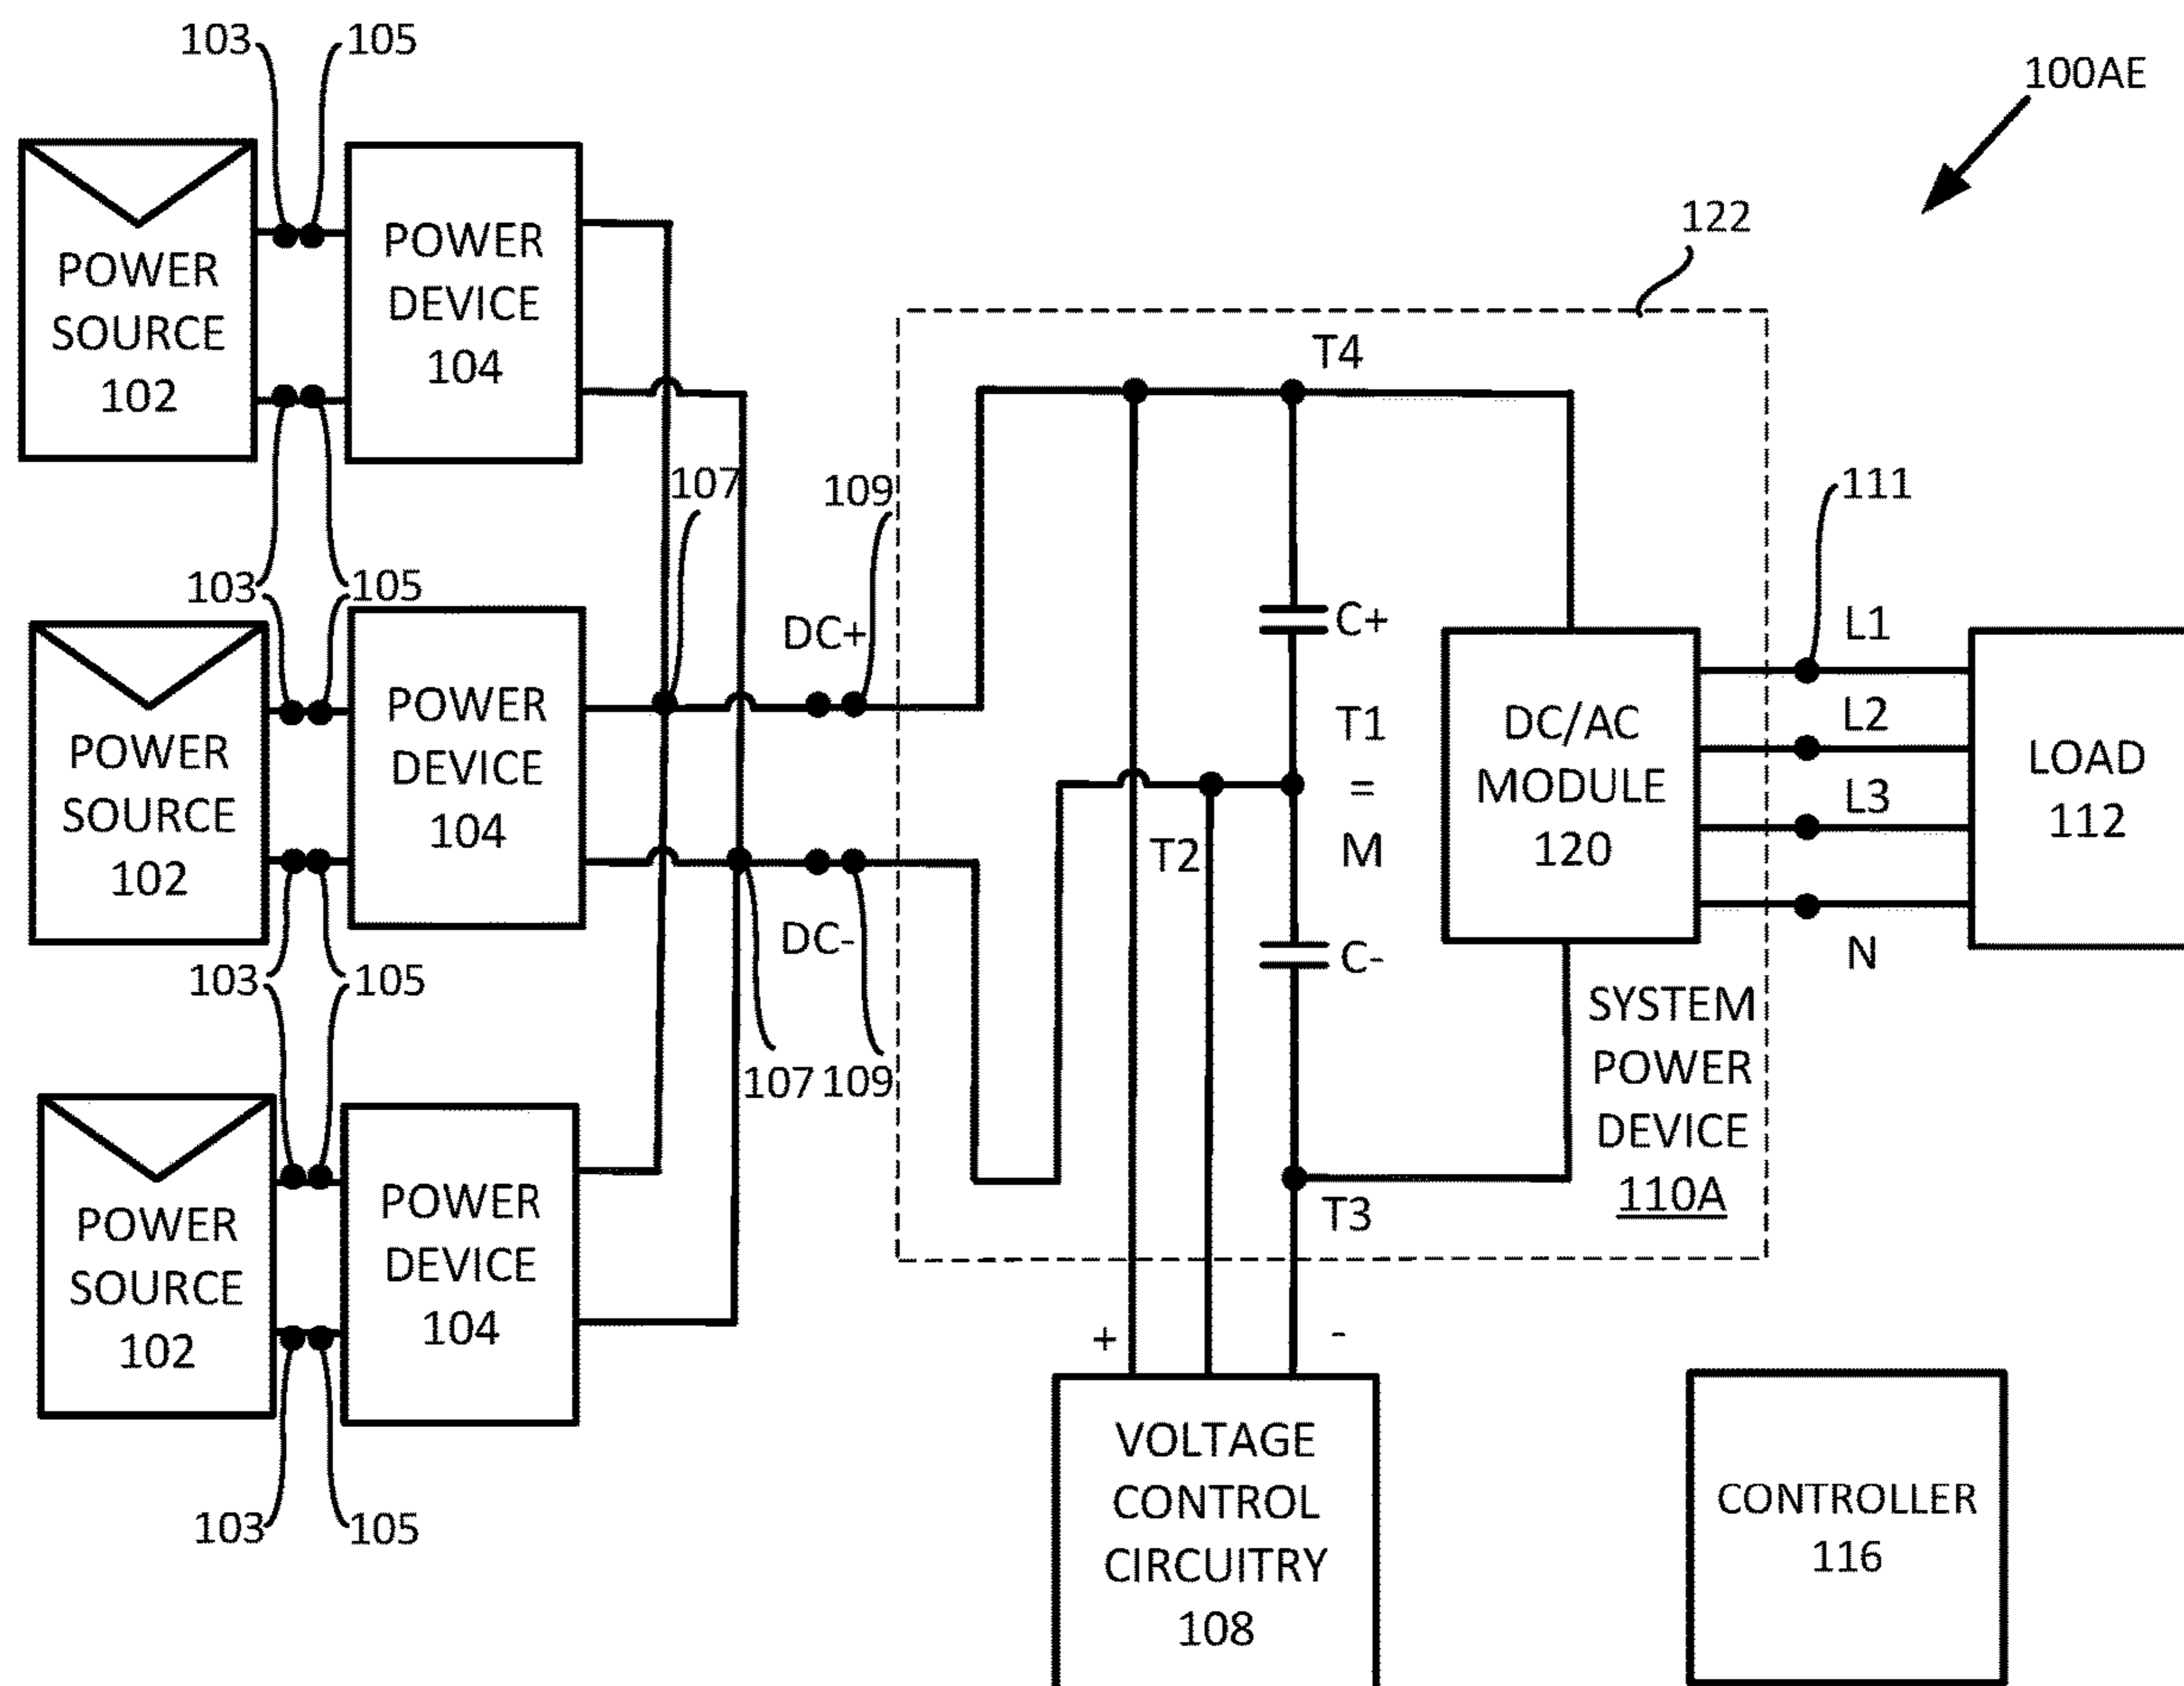 103
105
100AE
122
POWER
SOURCE
102
POWER
DEVICE
104
T4
107
109
111
103
105
DC+
C+
L1
POWER
SOURCE
102
POWER
DEVICE
104
T1
=
M
T2
DC/AC
MODULE
120
L2
L3
N
LOAD
112
DC-
C-
103
105
107
109
SYSTEM
POWER
DEVICE
110A
T3
POWER
SOURCE
102
POWER
DEVICE
104
+
-
103
105
VOLTAGE
CONTROL
CIRCUITRY
108
CONTROLLER
116